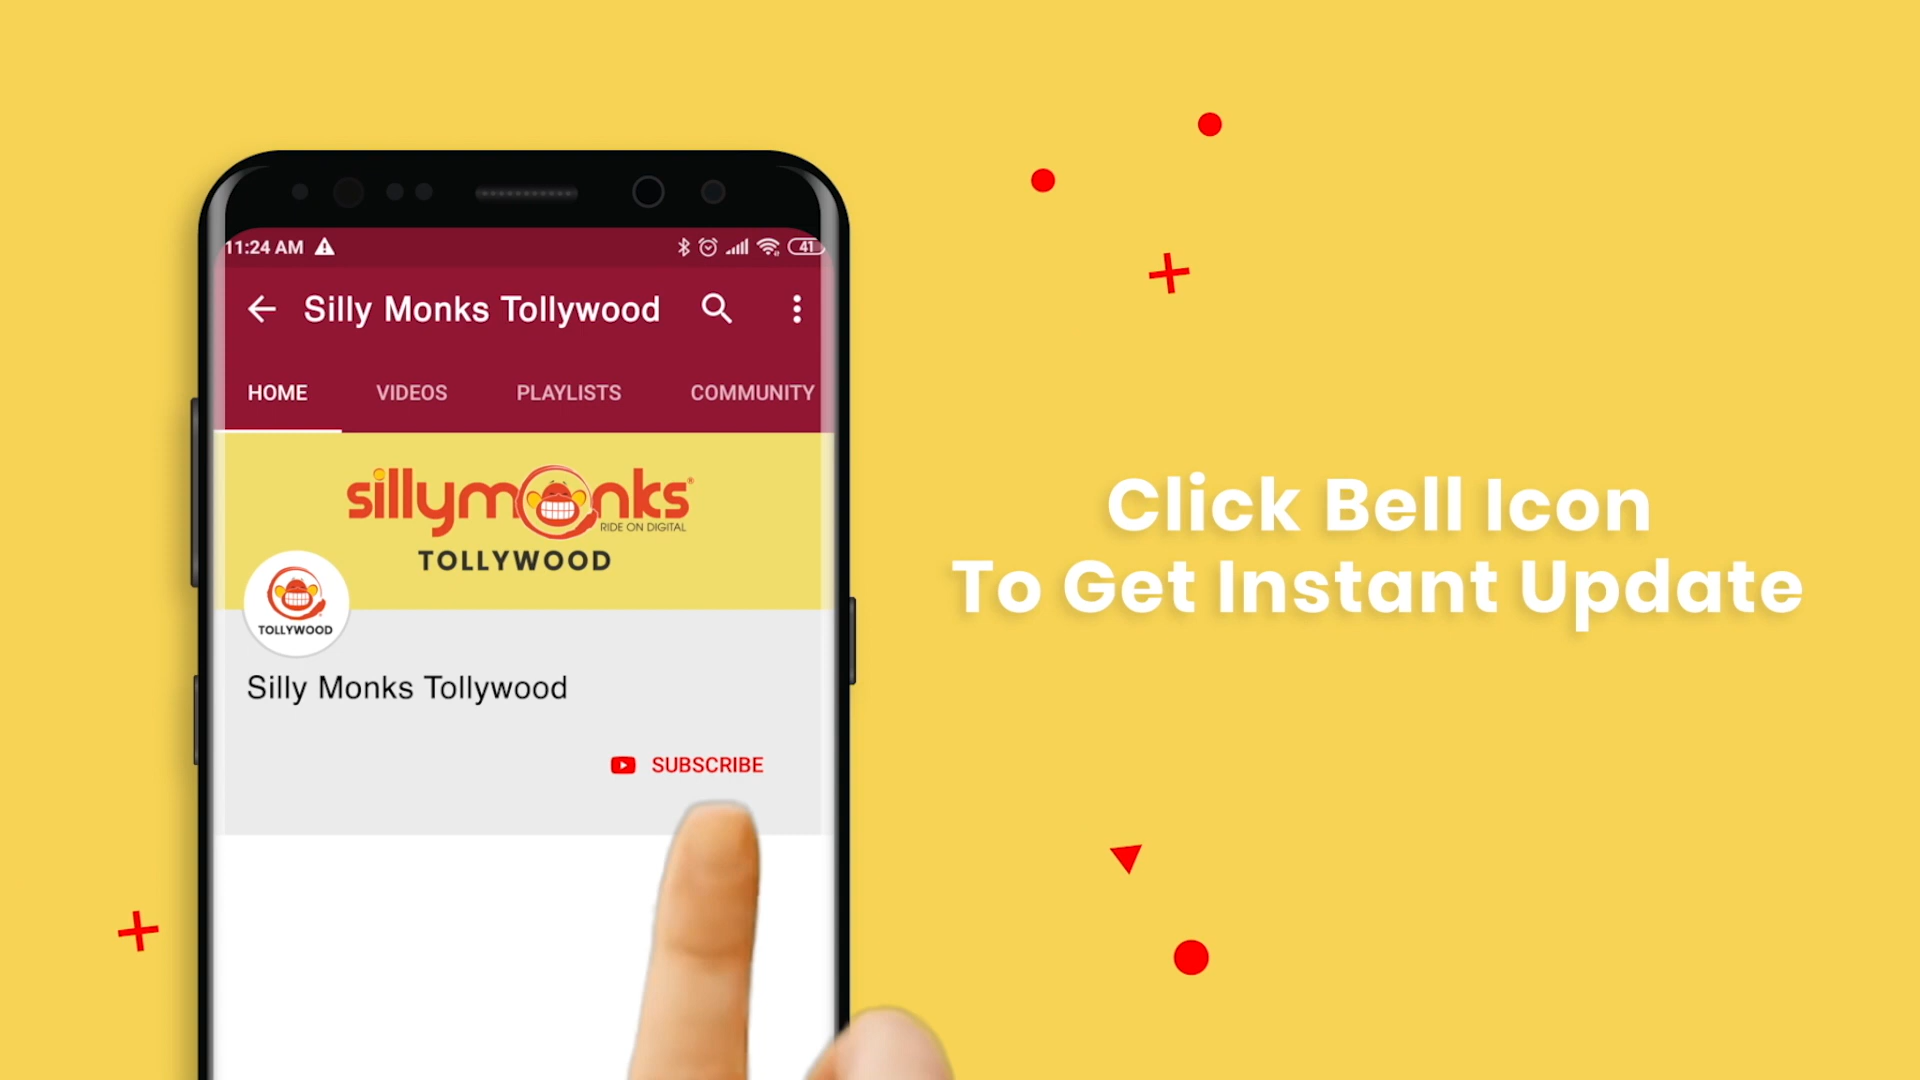 11:24 AM
41
Silly Monks Tollywood
HOME
VIDEOS
PLAYLISTS
COMMUNITY
sillymonks®
RIDE ON DIGITAL
TOLLYWOOD
TOLLYWOOD
Silly Monks Tollywood
SUBSCRIBE
Click Bell Icon
To Get Instant Update